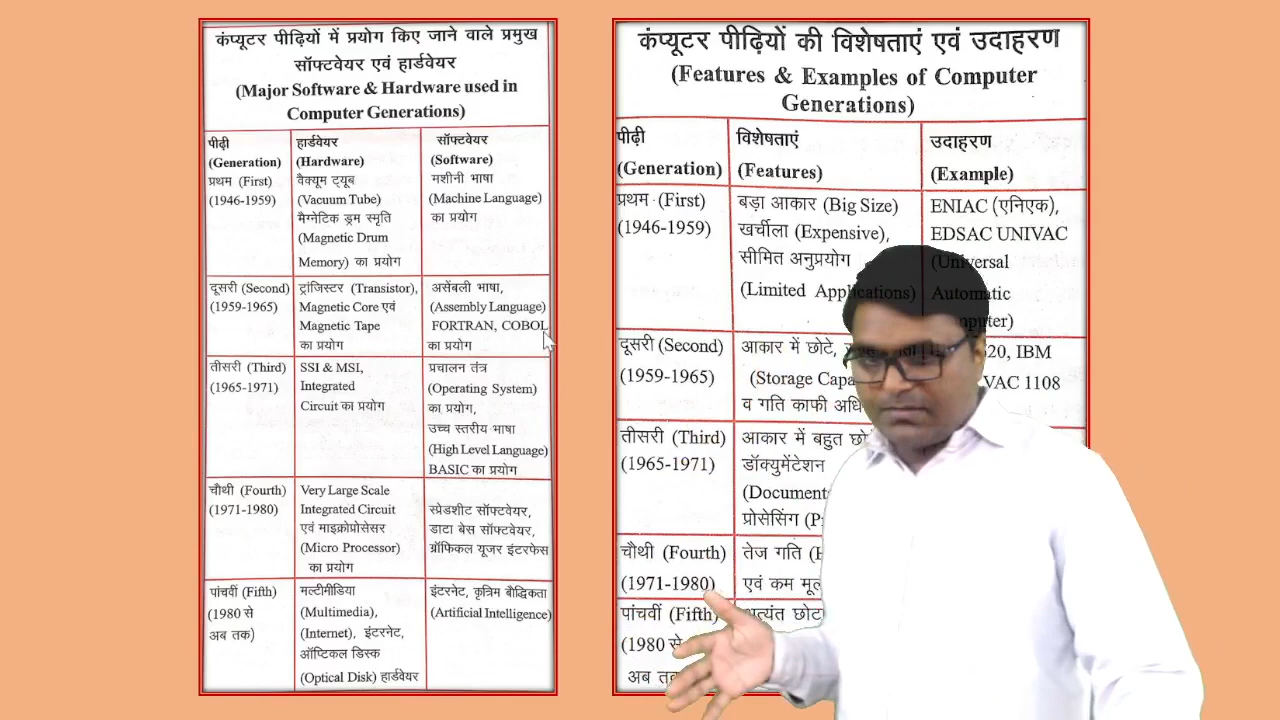 कंप्यूटर पीढ़ियों में प्रयोग किए जाने वाले प्रमुख
सॉफ्टवेयर एवं हार्डवेयर
(Major Software & Hardware used in
Computer Generations)
पीढ़ी
(Generation)
हार्डवेयर
(Hardware)
सॉफ्टवेयर
(Software)
प्रथम (First)
(1946-1959)
वैक्यूम ट्यूब
(Vacuum Tube)
मैग्नेटिक ड्रम स्मृति
(Magnetic Drum
Memory) का प्रयोग
मशीनी भाषा
(Machine Language)
का प्रयोग
दूसरी (Second)
(1959-1965)
ट्रांजिस्टर (Transistor),
Magnetic Core एवं
Magnetic Tape
का प्रयोग
असेंबली भाषा,
(Assembly Language)
FORTRAN, COBOL
का प्रयोग
तीसरी (Third)
(1965-1971)
SSI & MSI,
Integrated
Circuit का प्रयोग
प्रचालन तंत्र
(Operating System)
का प्रयोग,
उच्च स्तरीय भाषा
(High Level Language)
BASIC का प्रयोग
चौथी (Fourth)
(1971-1980)
Very Large Scale
Integrated Circuit
एवं माइक्रोप्रोसेसर
(Micro Processor)
का प्रयोग
स्प्रेडशीट सॉफ्टवेयर,
डाटा बेस सॉफ्टवेयर,
ग्रॉफिकल यूजर इंटरफेस
पांचवीं (Fifth)
(1980 से
अब तक)
मल्टीमीडिया
(Multimedia),
(Internet), इंटरनेट,
ऑप्टिकल डिस्क
(Optical Disk) हार्डवेयर
इंटरनेट, कृत्रिम बौद्धिकता
(Artificial Intelligence)
कंप्यूटर पीढ़ियों की विशेषताएं एवं उदाहरण
(Features & Examples of Computer
Generations)
पीढ़ी
(Generation)
विशेषताएं
(Features)
उदाहरण
(Example)
प्रथम (First)
(1946-1959)
बड़ा आकार (Big Size)
खर्चीला (Expensive),
सीमित अनुप्रयोग
(Limited Applications)
ENIAC (एनिएक),
EDSAC UNIVAC
(Universal
Automatic
दूसरी (Second)
(1959-1965)
आकार में छोटे,
(Storage
व गति काफी
IBM
1108
तीसरी (Third)
(1965-1971)
आकार में बहुत
डॉक्युमेंटेशन
प्रोसेसिंग
चौथी (Fourth)
(1971-1980)
तेज गति
एवं कम
पांचवीं (Fifth)
(1980 से
अब